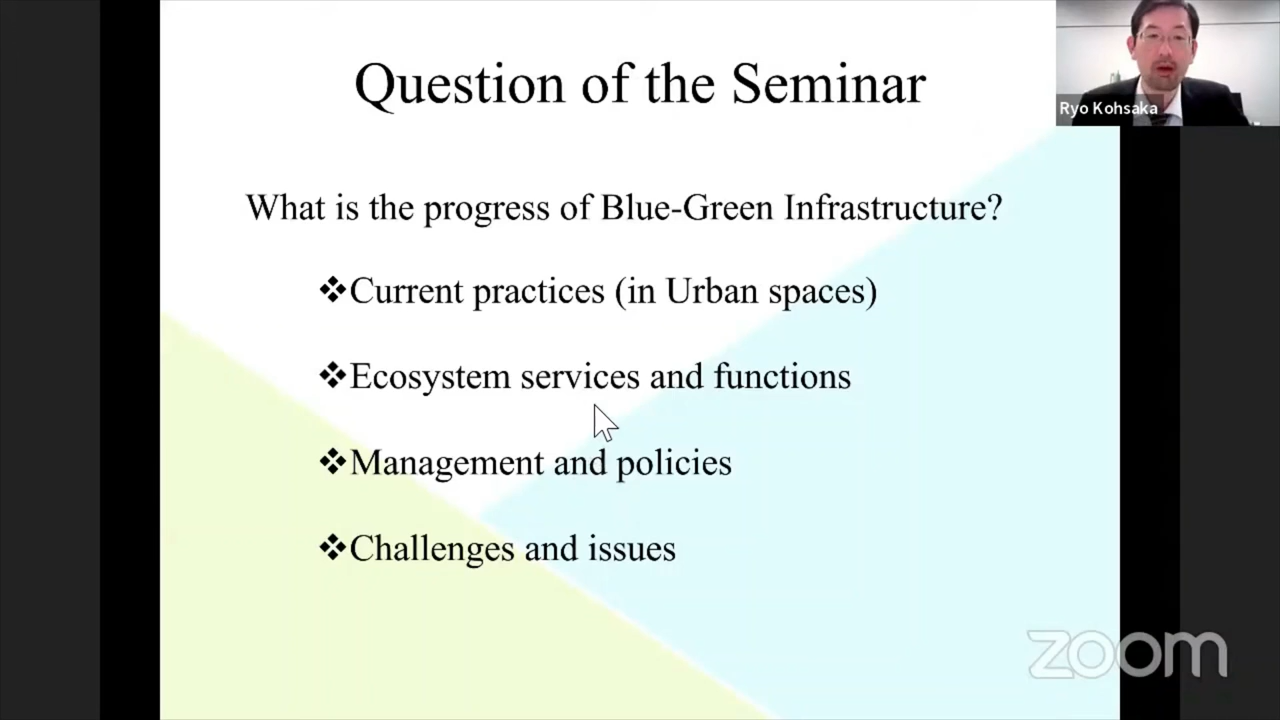 Question of the Seminar
Ryo Kohsaka
What is the progress of Blue-Green Infrastructure?
❖Current practices (in Urban spaces)
❖Ecosystem services and functions
❖Management and policies
❖Challenges and issues
zoom